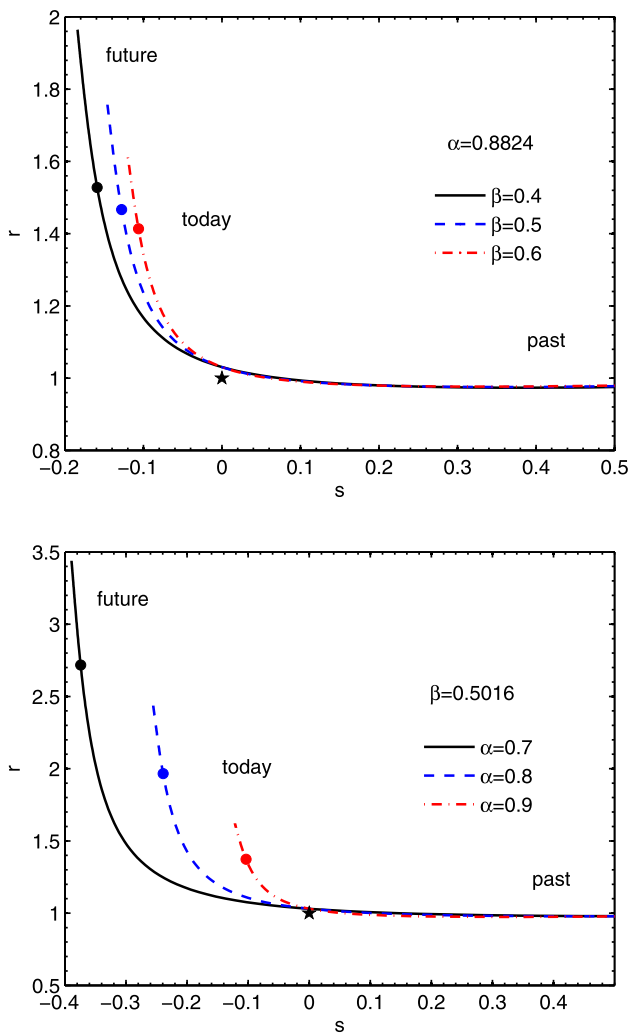 2
future
1.8
α=0.8824
1.6
β=0.4
r
1.4
today
β=0.5
β=0.6
1.2
past
1
0.8
−0.2 −0.1 0 0.1 0.2 0.3 0.4 0.5
s
3.5
future
3
β=0.5016
2.5
α=0.7
r
2
today
α=0.8
α=0.9
1.5
past
1
0.5
−0.4 −0.3 −0.2 −0.1 0 0.1 0.2 0.3 0.4
s